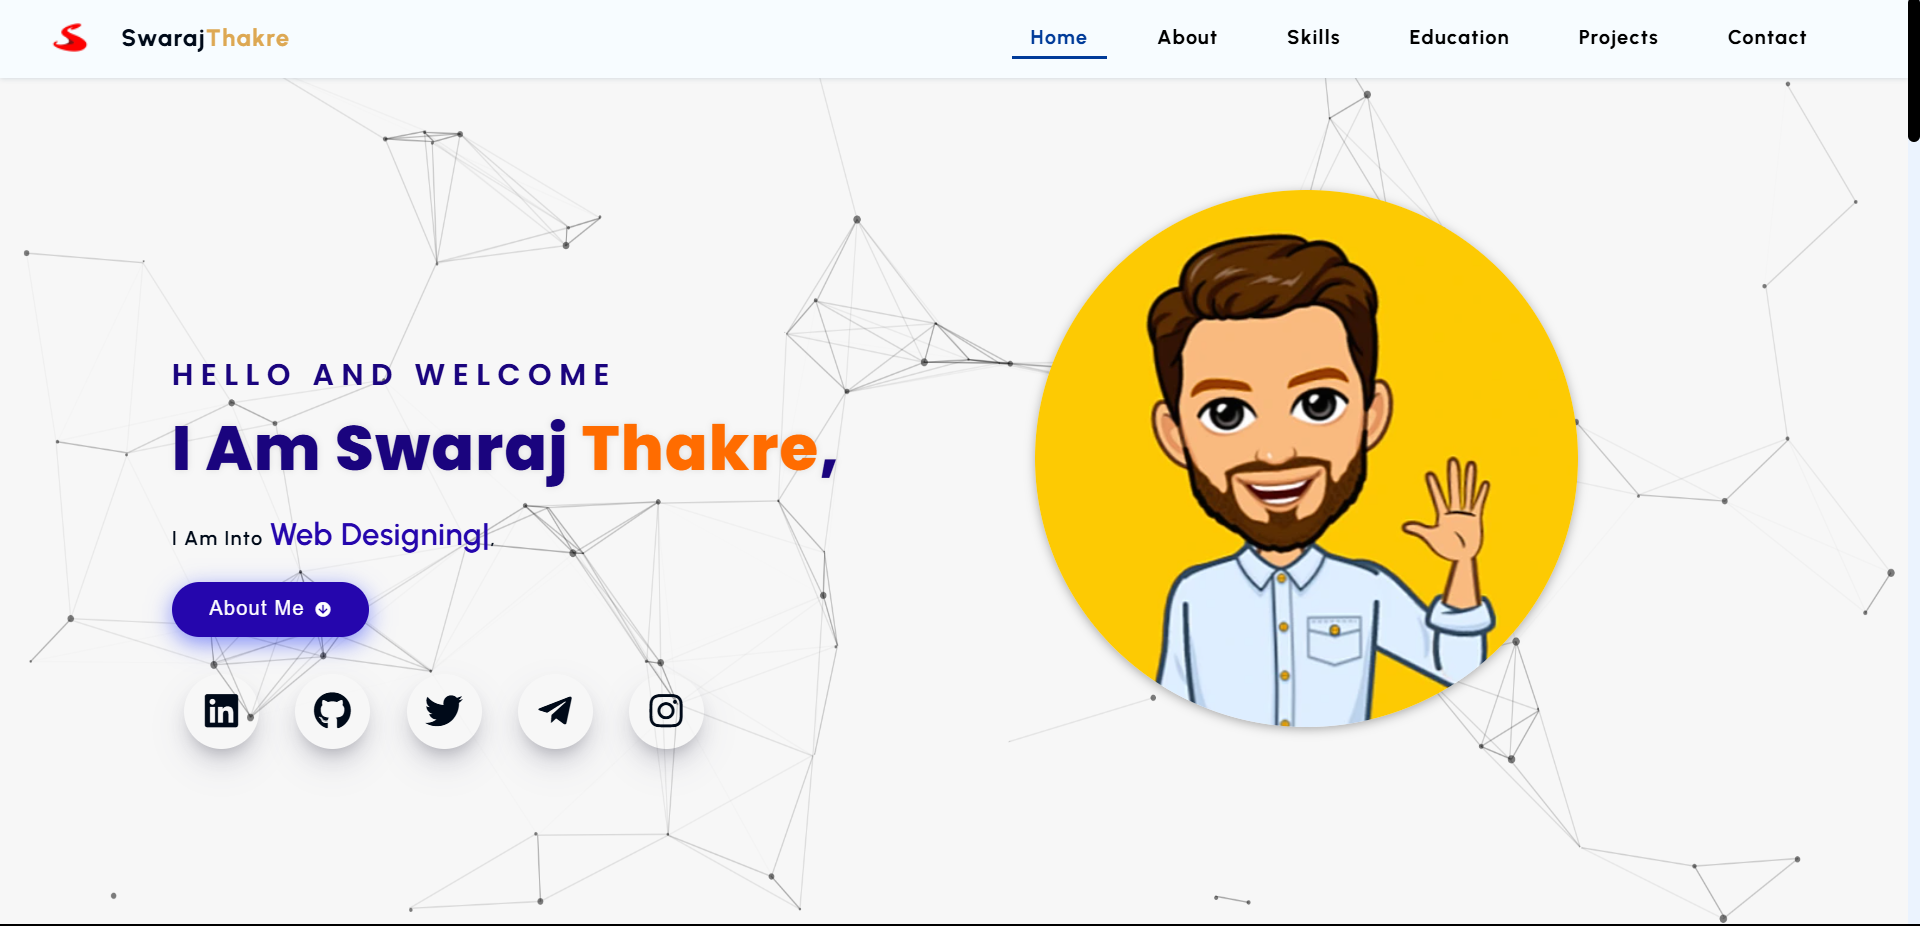 SwarajThakre
Home About Skills Education Projects Contact
HELLO AND WELCOME
I Am Swaraj Thakre,
I Am Into Web Designing|.
About Me